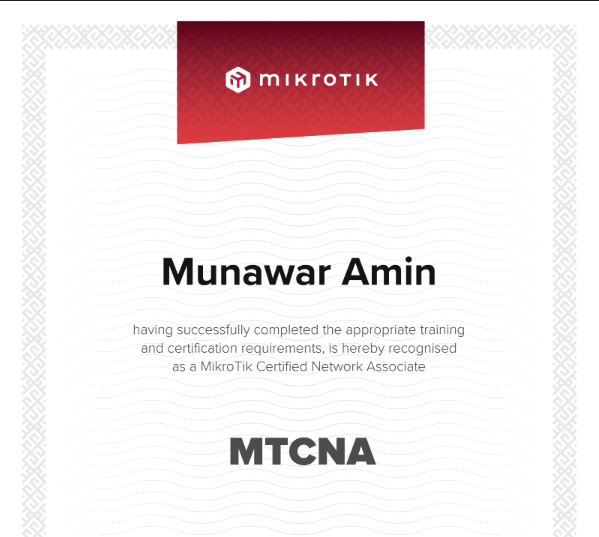 mikrotik
Munawar Amin
having successfully completed the appropriate training
and certification requirements, is hereby recognised
as a MikroTik Certified Network Associate
MTCNA